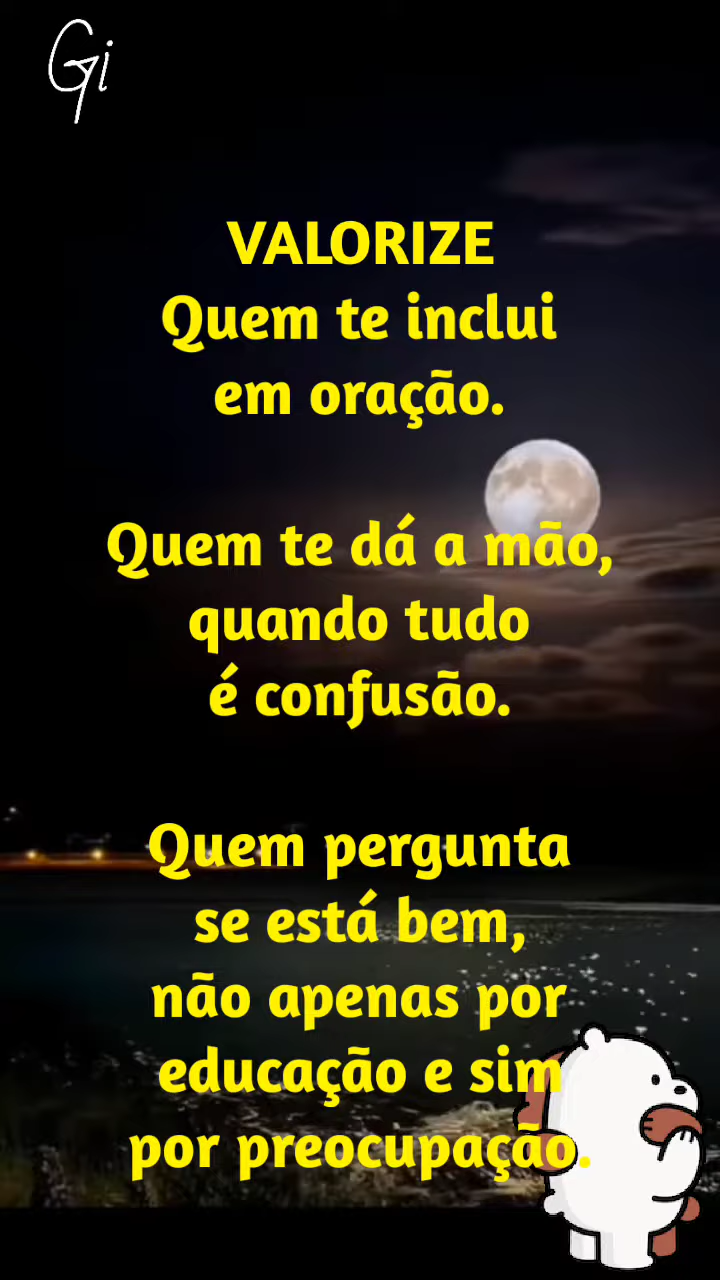 Gi
VALORIZE
Quem te inclui
em oração.
Quem te dá a mão,
quando tudo
é confusão.
Quem pergunta
se está bem,
não apenas por
educação e sim
por preocupação.